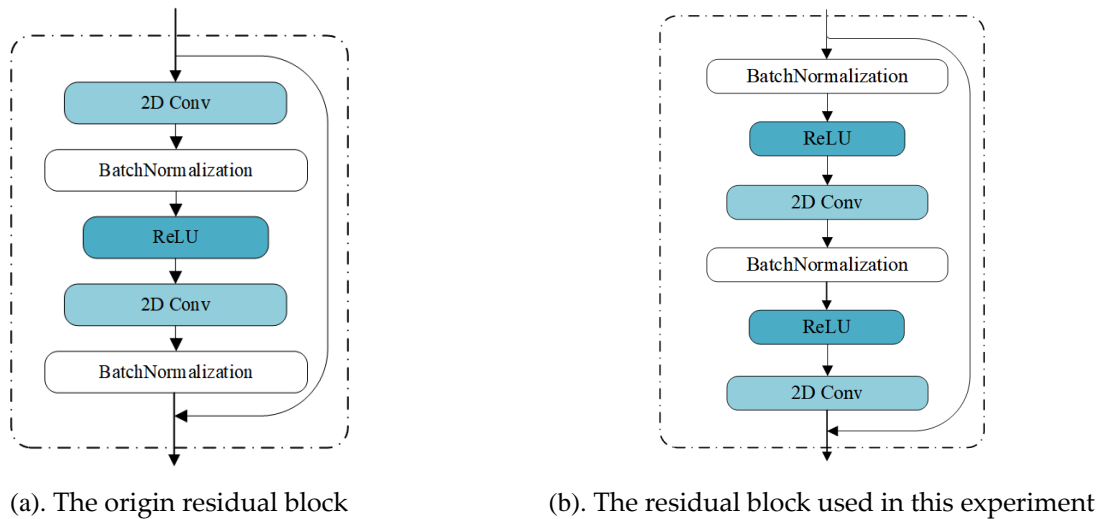 2D Conv
BatchNormalization
ReLU
2D Conv
BatchNormalization
(a). The origin residual block
BatchNormalization
ReLU
2D Conv
BatchNormalization
ReLU
2D Conv
(b). The residual block used in this experiment